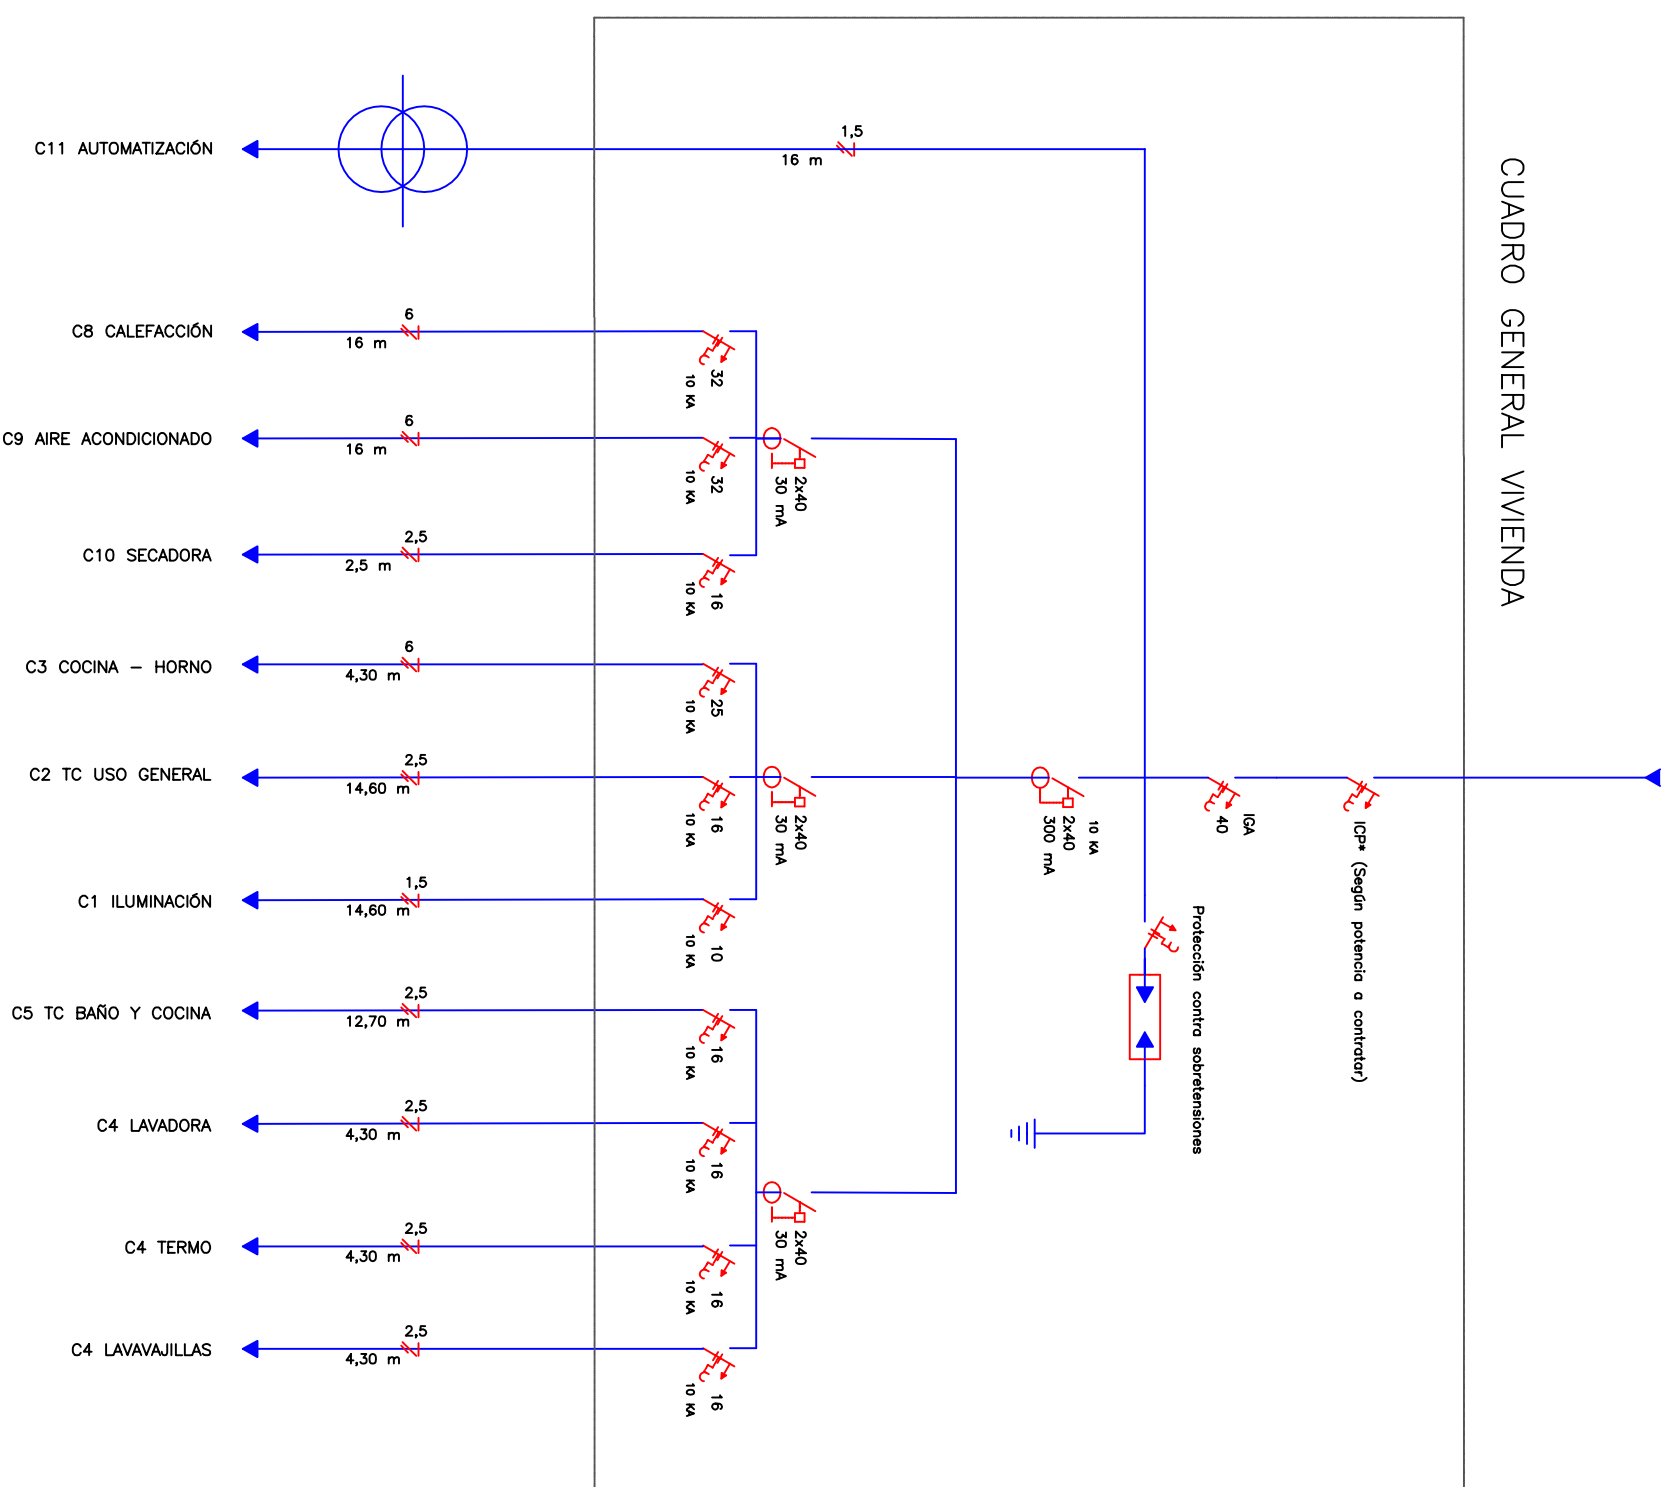 CUADRO GENERAL VIVIENDA
C11 AUTOMATIZACIÓN
1,5
16 m
C8 CALEFACCIÓN
6
16 m
32
10 KA
C9 AIRE ACONDICIONADO
6
16 m
32
10 KA
2x40
30 mA
C10 SECADORA
2,5
2,5 m
16
10 KA
C3 COCINA – HORNO
6
4,30 m
25
10 KA
C2 TC USO GENERAL
2,5
14,60 m
16
10 KA
2x40
30 mA
10 KA
2x40
300 mA
IGA
40
ICP* (Según potencia a contratar)
C1 ILUMINACIÓN
1,5
14,60 m
10
10 KA
Protección contra sobretensiones
C5 TC BAÑO Y COCINA
2,5
12,70 m
16
10 KA
C4 LAVADORA
2,5
4,30 m
16
10 KA
2x40
30 mA
C4 TERMO
2,5
4,30 m
16
10 KA
C4 LAVAVAJILLAS
2,5
4,30 m
16
10 KA